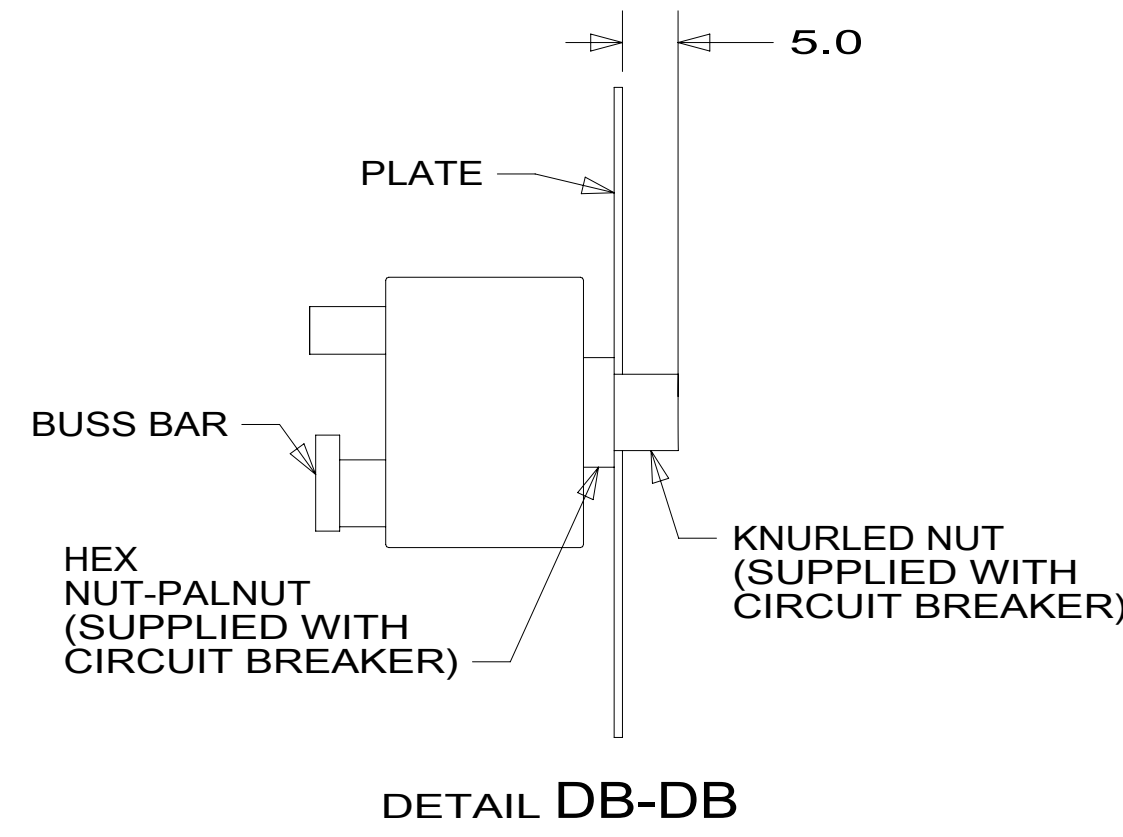 5.0
PLATE
BUSS BAR
HEX
NUT-PALNUT
(SUPPLIED WITH
CIRCUIT BREAKER)
KNURLED NUT
(SUPPLIED WITH
CIRCUIT BREAKER)
DETAIL DB-DB